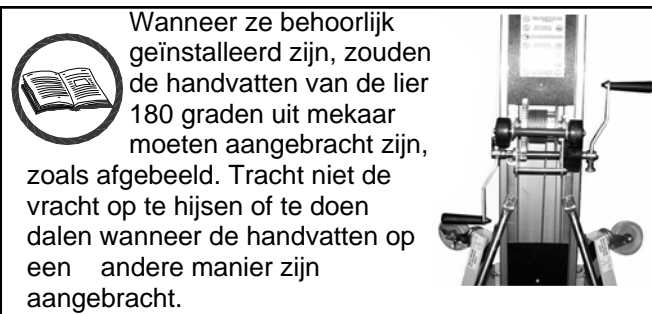 Wanneer ze behoorlijk
geïnstalleerd zijn, zouden
de handvatten van de lier
180 graden uit mekaar
moeten aangebracht zijn,
zoals afgebeeld. Tracht niet de
vracht op te hijsen of te doen
dalen wanneer de handvatten op
een andere manier zijn
aangebracht.